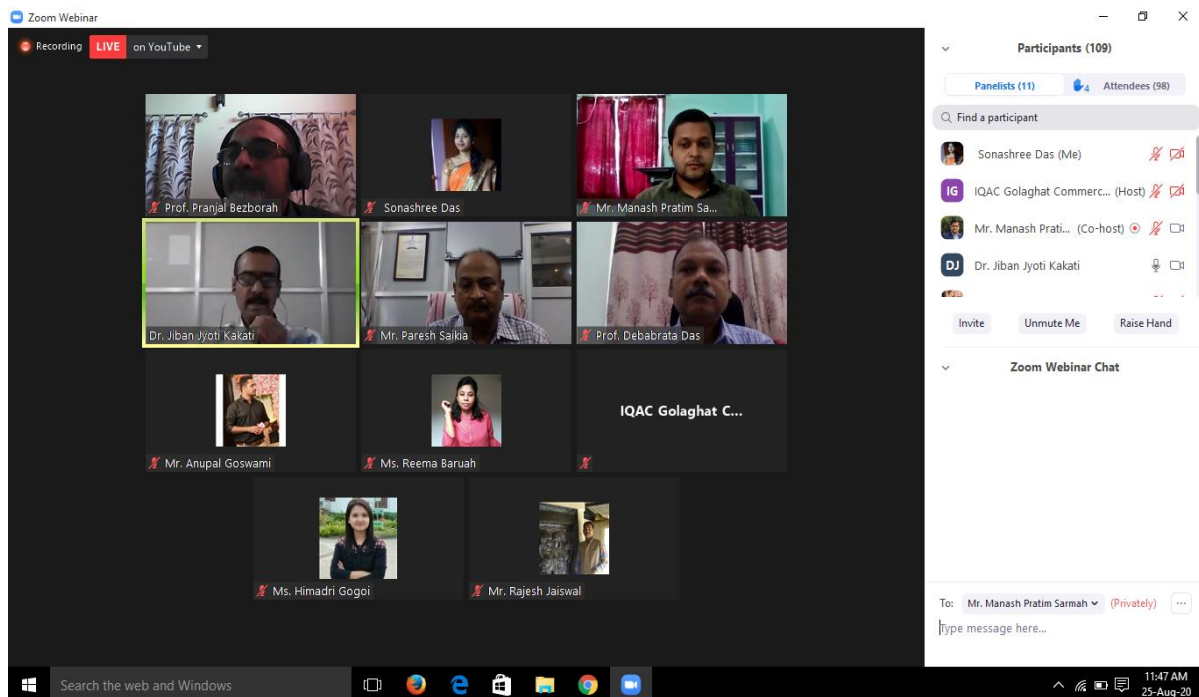 Zoom Webinar
Recording LIVE on YouTube
Prof. Pranjal Bezborah
Sonashree Das
Mr. Manash Pratim Sa...
Dr. Jiban Jyoti Kakati
Mr. Paresh Saikia
Prof. Debabrata Das
Mr. Anupal Goswami
Ms. Reema Baruah
IQAC Golaghat C...
Ms. Himadri Gogoi
Mr. Rajesh Jaiswal
Participants (109)
Panelists (11) 4 Attendees (98)
Find a participant
Sonashree Das (Me)
IG IQAC Golaghat Commerc... (Host)
Mr. Manash Prati... (Co-host)
DJ Dr. Jiban Jyoti Kakati
Invite Unmute Me Raise Hand
Zoom Webinar Chat
To: Mr. Manash Pratim Sarmah (Privately) ...
Type message here...
Search the web and Windows
11:47 AM
25-Aug-20